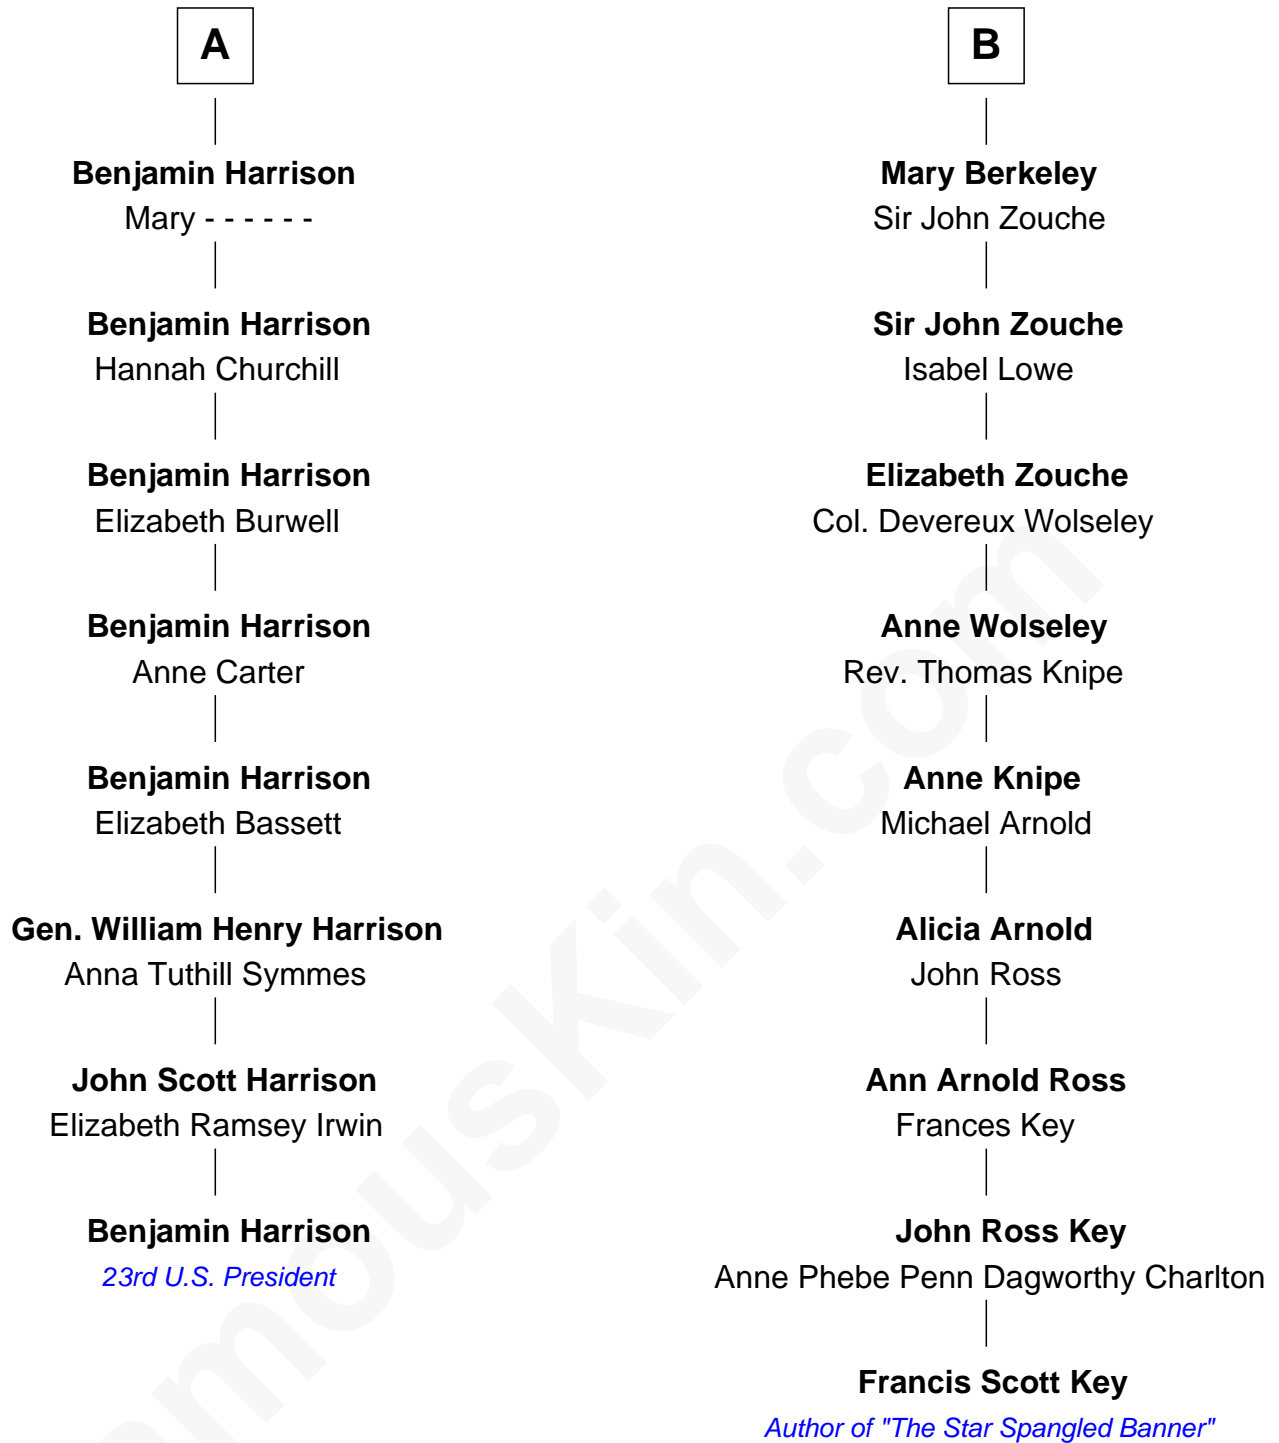 A
Benjamin Harrison
Mary - - - - - -
Benjamin Harrison
Hannah Churchill
Benjamin Harrison
Elizabeth Burwell
Benjamin Harrison
Anne Carter
Benjamin Harrison
Elizabeth Bassett
Gen. William Henry Harrison
Anna Tuthill Symmes
John Scott Harrison
Elizabeth Ramsey Irwin
Benjamin Harrison
23rd U.S. President
B
Mary Berkeley
Sir John Zouche
Sir John Zouche
Isabel Lowe
Elizabeth Zouche
Col. Devereux Wolseley
Anne Wolseley
Rev. Thomas Knipe
Anne Knipe
Michael Arnold
Alicia Arnold
John Ross
Ann Arnold Ross
Frances Key
John Ross Key
Anne Phebe Penn Dagworthy Charlton
Francis Scott Key
Author of "The Star Spangled Banner"
amousKin.com